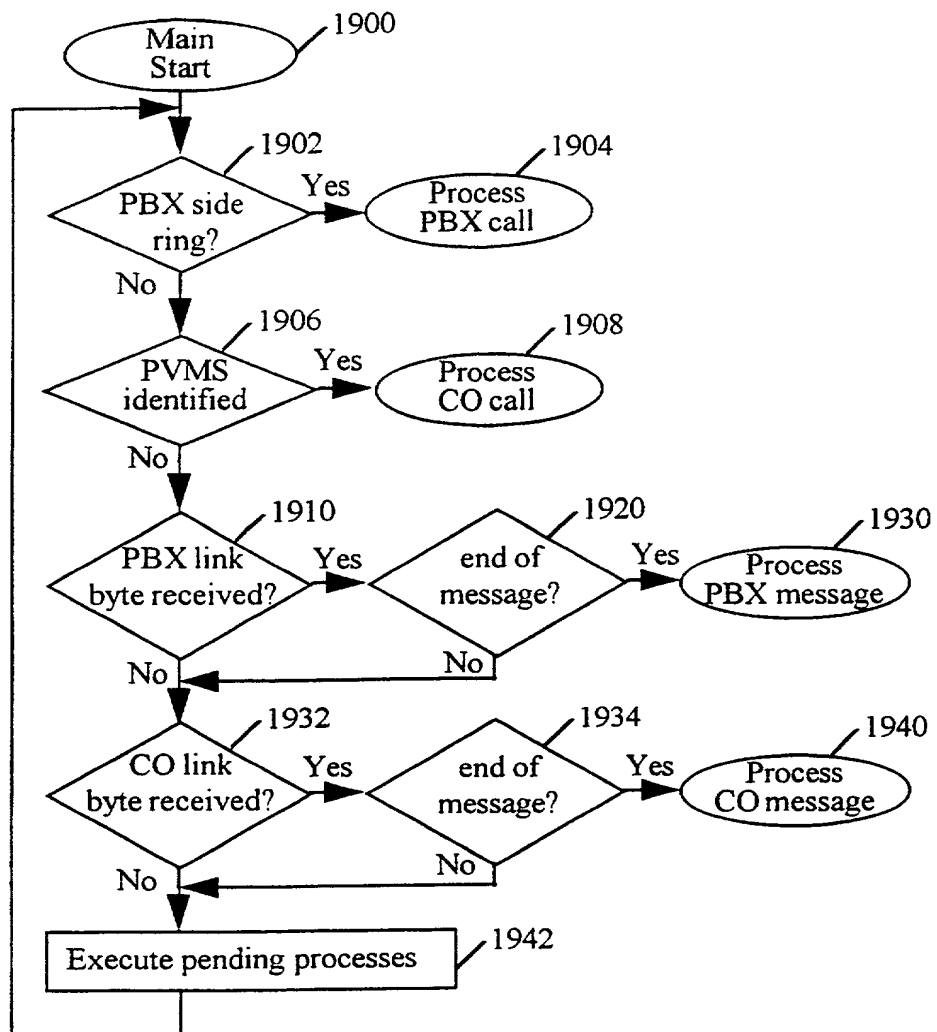 1900
Main
Start
1902
1904
PBX side
ring?
Yes
Process
PBX call
No
1906
1908
PVMS
identified
Yes
Process
CO call
No
1910
1920
1930
PBX link
byte received?
Yes
end of
message?
Yes
Process
PBX message
No
No
1932
1934
1940
CO link
byte received?
Yes
end of
message?
Yes
Process
CO message
No
No
1942
Execute pending processes